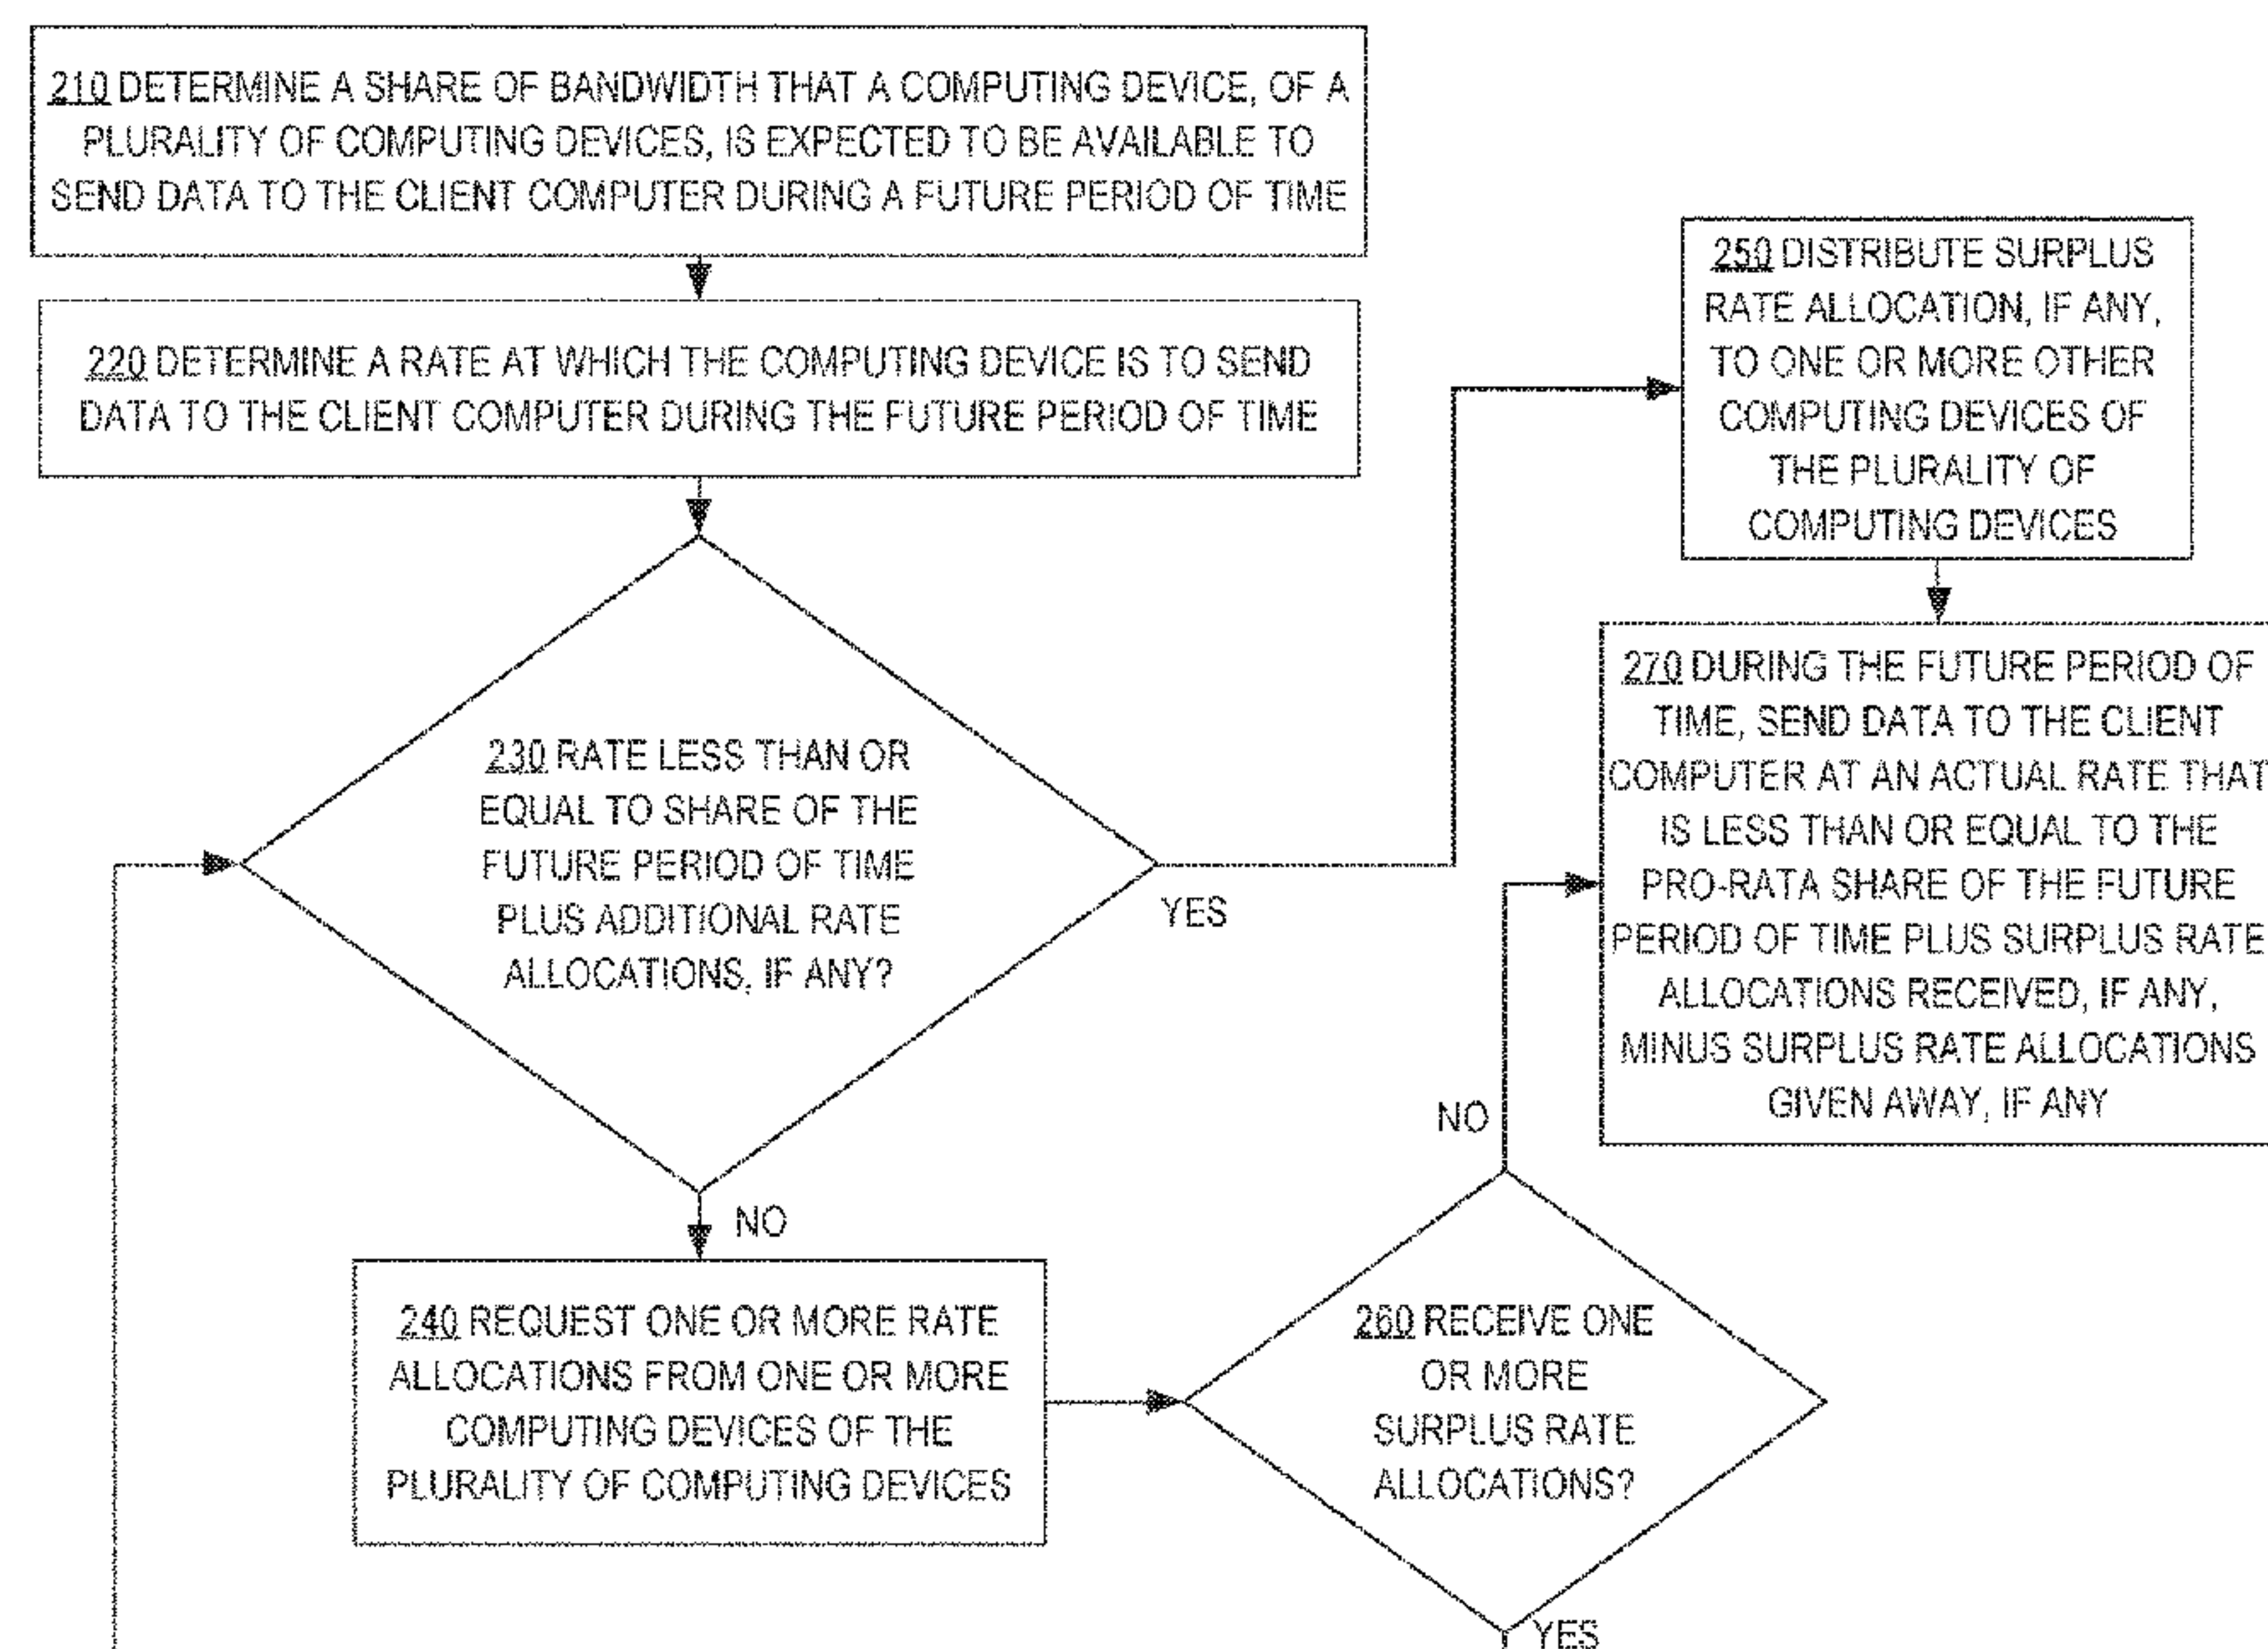 210 DETERMINE A SHARE OF BANDWIDTH THAT A COMPUTING DEVICE, OF A
PLURALITY OF COMPUTING DEVICES, IS EXPECTED TO BE AVAILABLE TO
SEND DATA TO THE CLIENT COMPUTER DURING A FUTURE PERIOD OF TIME
220 DETERMINE A RATE AT WHICH THE COMPUTING DEVICE IS TO SEND
DATA TO THE CLIENT COMPUTER DURING THE FUTURE PERIOD OF TIME
230 RATE LESS THAN OR
EQUAL TO SHARE OF THE
FUTURE PERIOD OF TIME
PLUS ADDITIONAL RATE
ALLOCATIONS, IF ANY?
YES
NO
240 REQUEST ONE OR MORE RATE
ALLOCATIONS FROM ONE OR MORE
COMPUTING DEVICES OF THE
PLURALITY OF COMPUTING DEVICES
250 DISTRIBUTE SURPLUS
RATE ALLOCATION, IF ANY,
TO ONE OR MORE OTHER
COMPUTING DEVICES OF
THE PLURALITY OF
COMPUTING DEVICES
260 RECEIVE ONE
OR MORE
SURPLUS RATE
ALLOCATIONS?
NO
YES
270 DURING THE FUTURE PERIOD OF
TIME, SEND DATA TO THE CLIENT
COMPUTER AT AN ACTUAL RATE THAT
IS LESS THAN OR EQUAL TO THE
PRO-RATA SHARE OF THE FUTURE
PERIOD OF TIME PLUS SURPLUS RATE
ALLOCATIONS RECEIVED, IF ANY,
MINUS SURPLUS RATE ALLOCATIONS
GIVEN AWAY, IF ANY